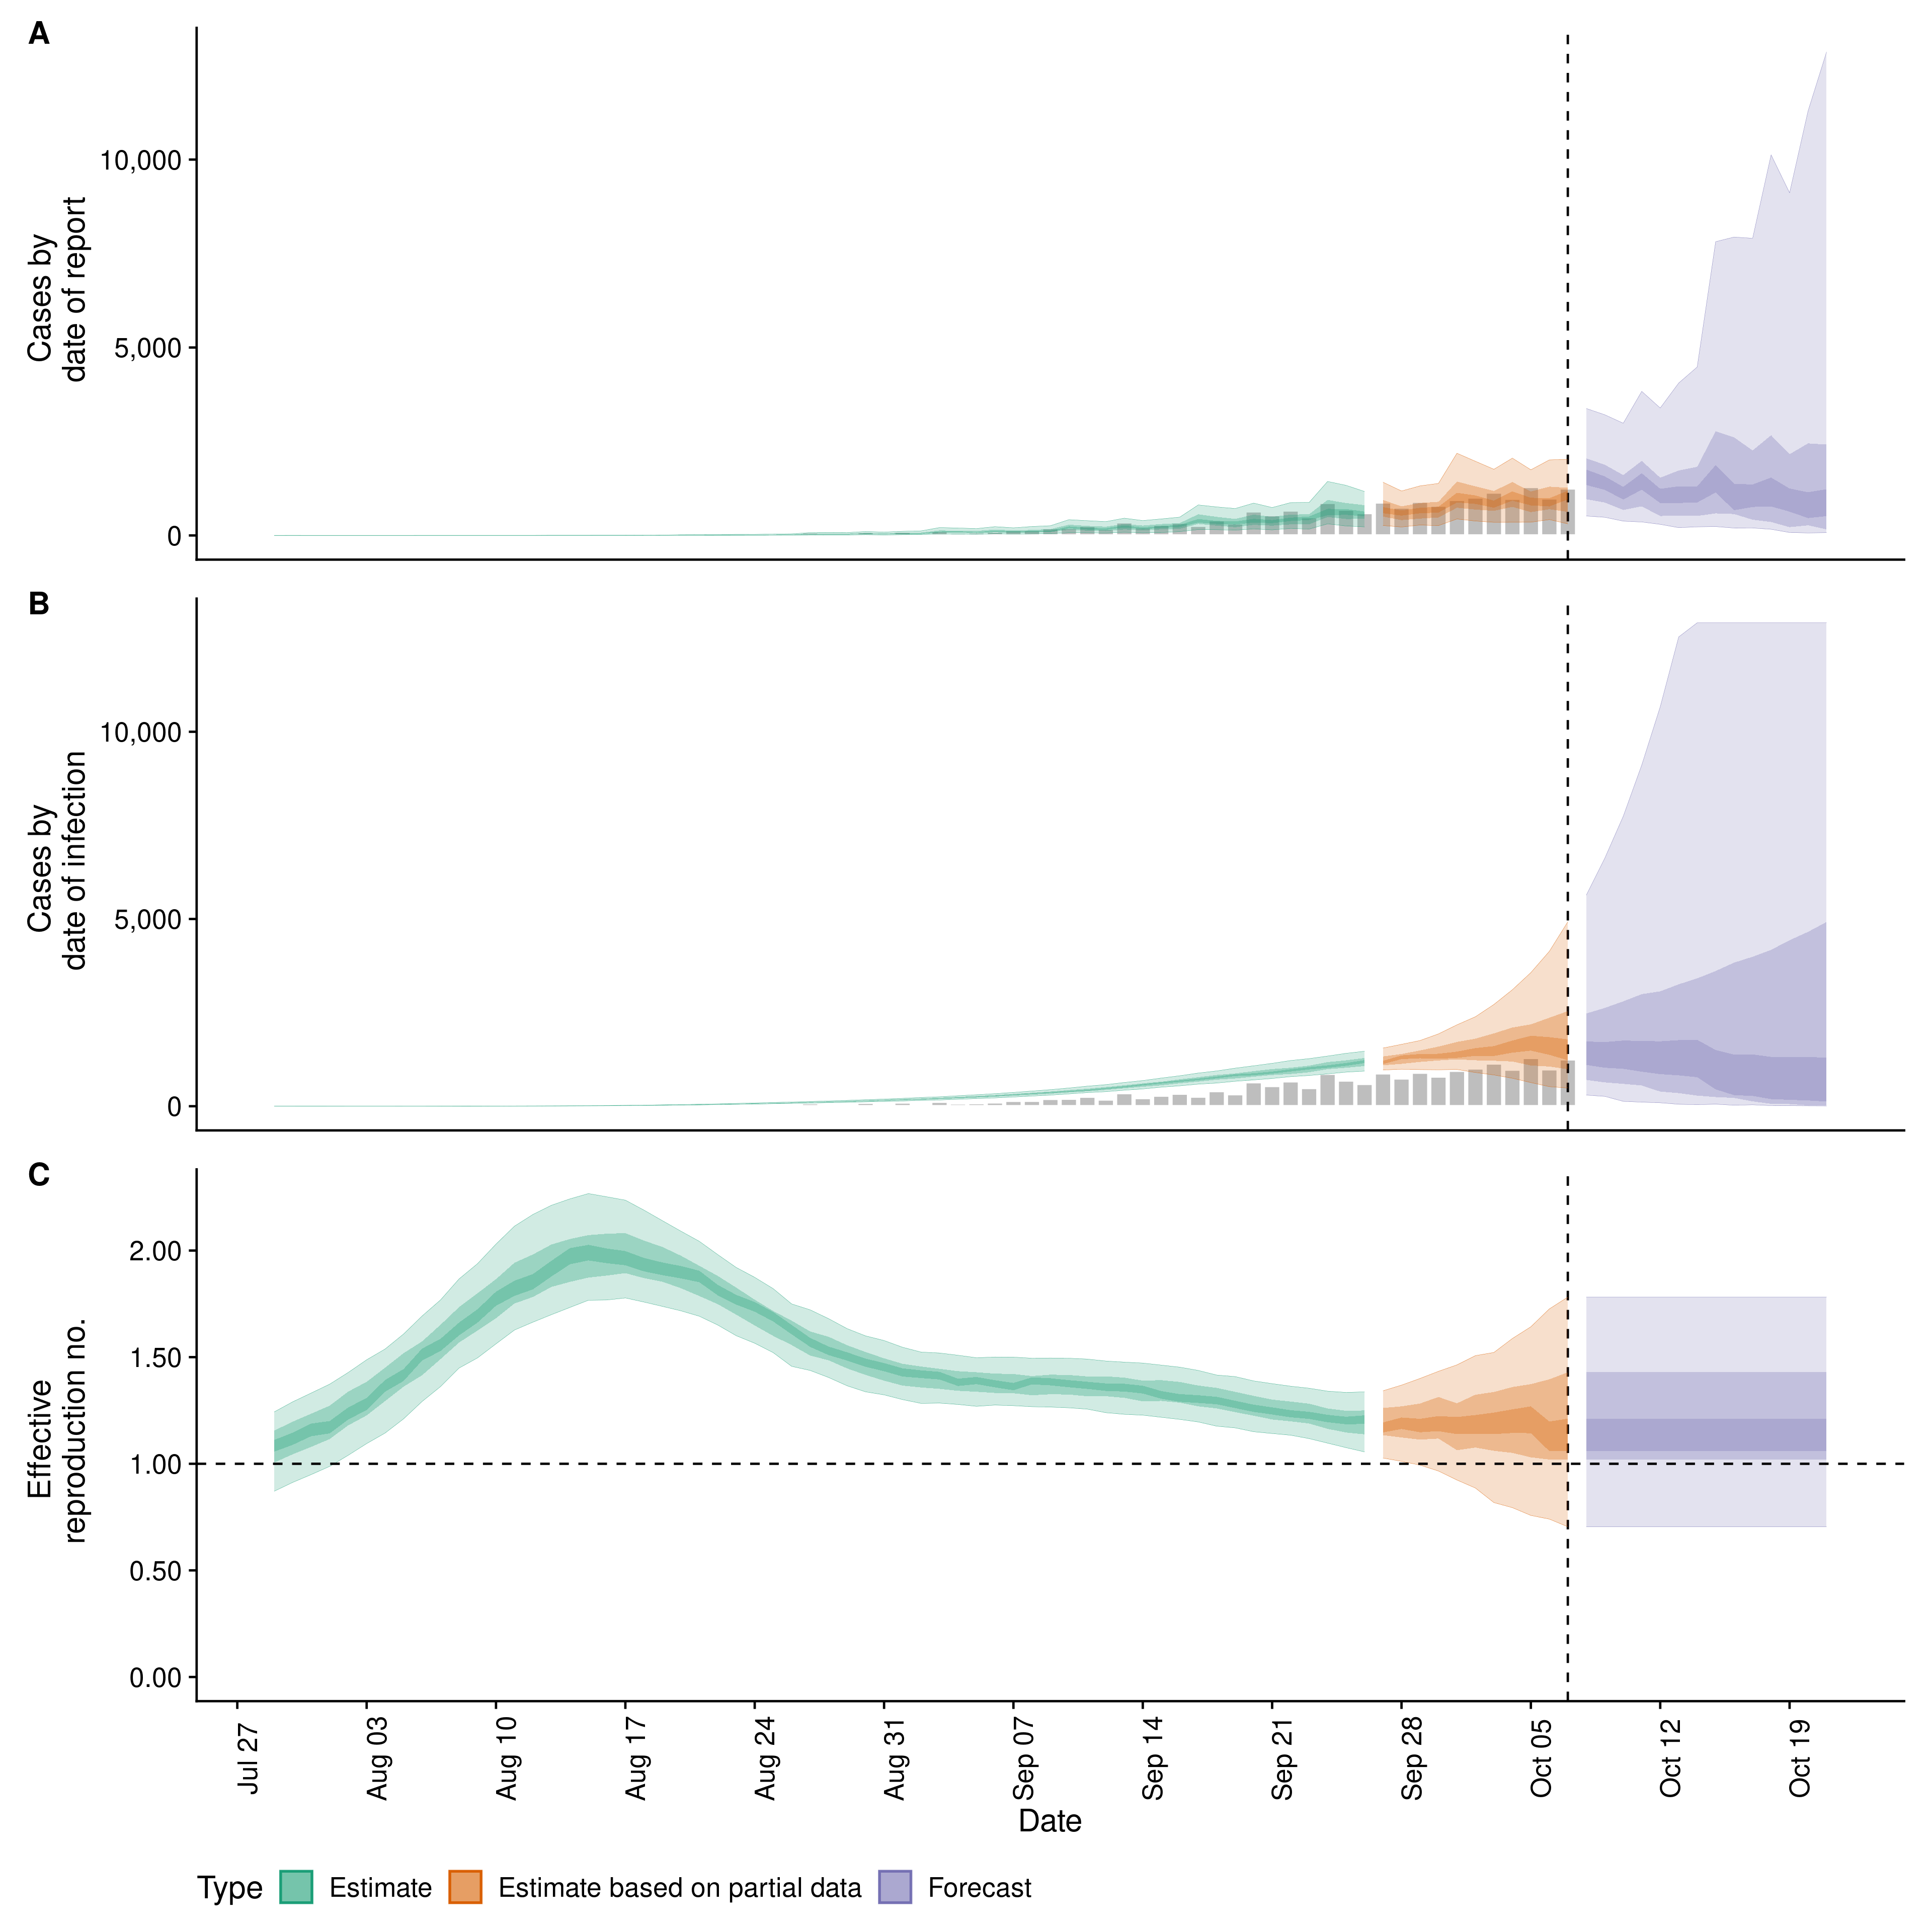 A
Cases by
date of report
10,000
5,000
0
B
Cases by
date of infection
10,000
5,000
0
C
Effective
reproduction no.
2.00
1.50
1.00
0.50
0.00
Jul 27
Aug 03
Aug 10
Aug 17
Aug 24
Aug 31
Sep 07
Sep 14
Sep 21
Sep 28
Oct 05
Oct 12
Oct 19
Date
Type Estimate Estimate based on partial data Forecast